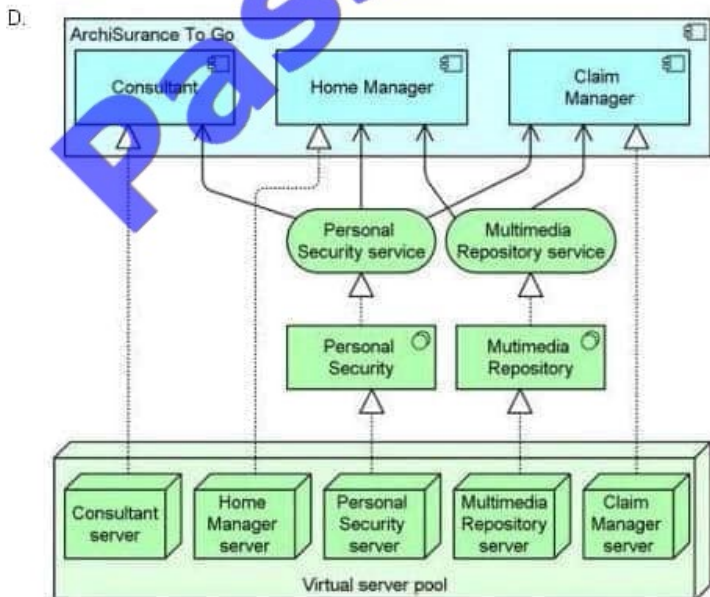 D.
ArchiSurance To Go
Consultant
Home Manager
Claim
Manager
Personal
Security service
Multimedia
Repository service
Personal
Security
Mutimedia
Repository
Consultant
server
Home
Manager
server
Personal
Security
server
Multimedia
Repository
server
Claim
Manager
server
Virtual server pool
Pas